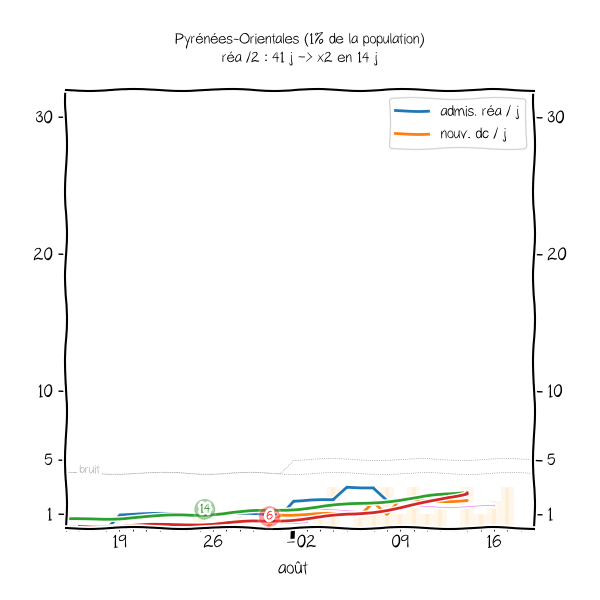 Pyrénées-Orientales (1% de la population)
réa /2 : 41 j -> x2 en 14 j
admis. réa / j
nouv. dc / j
30
30
20
20
10
10
5
5
bruit
14
6
1
1
19
26
02
09
16
août